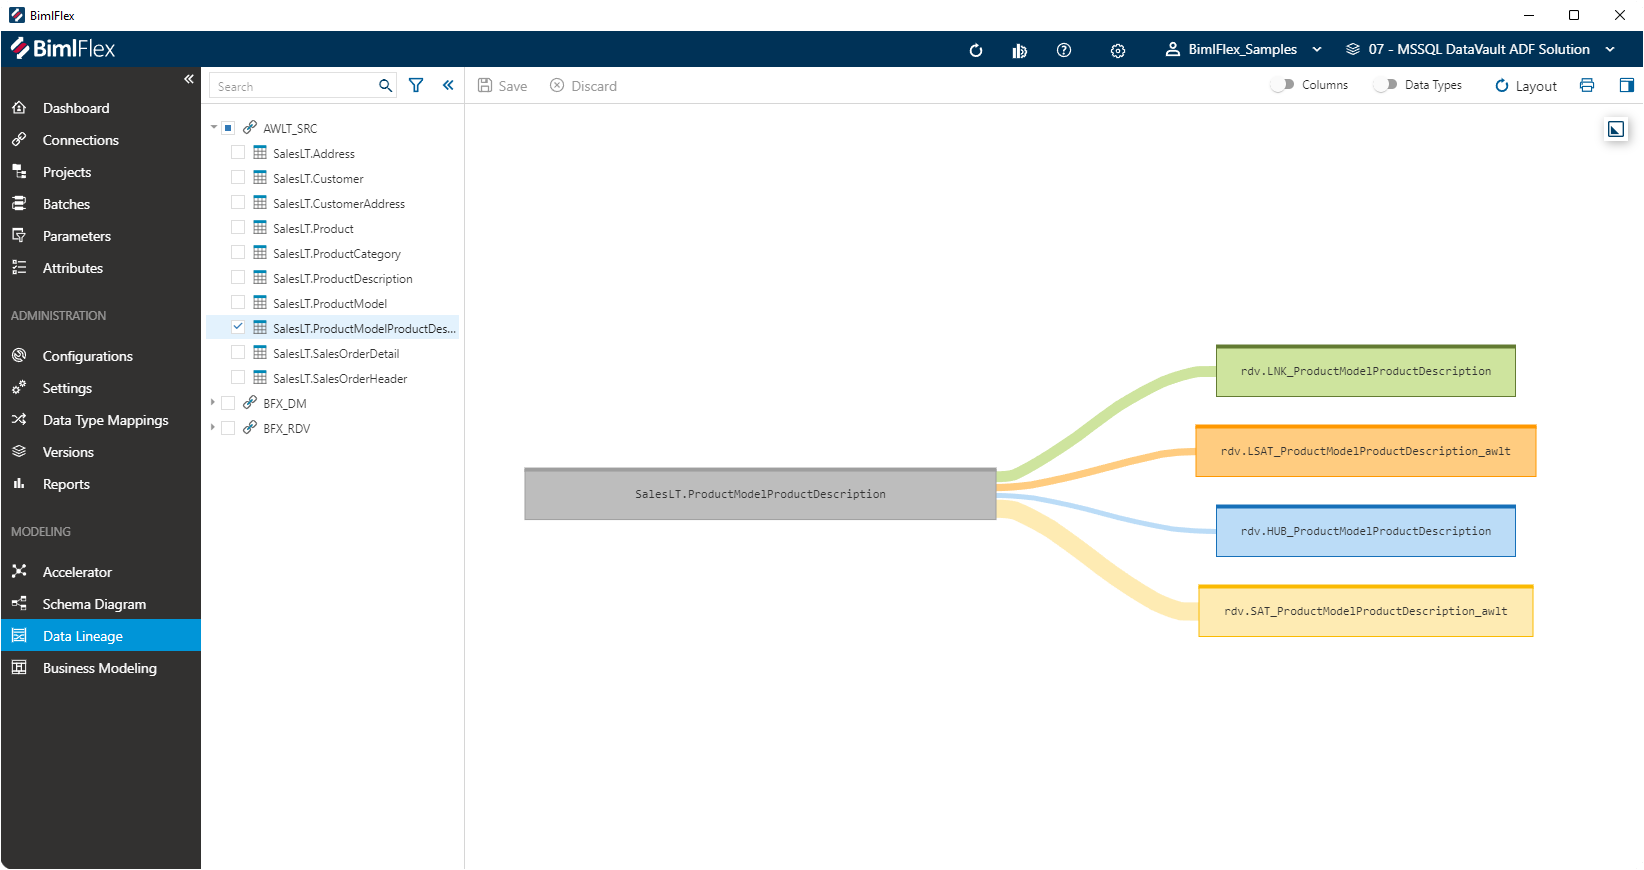 BimlFlex
BimlFlex
BimlFlex_Samples
07 - MSSQL DataVault ADF Solution
Dashboard
Connections
Projects
Batches
Parameters
Attributes
ADMINISTRATION
Configurations
Settings
Data Type Mappings
Versions
Reports
MODELING
Accelerator
Schema Diagram
Data Lineage
Business Modeling
Search
AWLT_SRC
SalesLT.Address
SalesLT.Customer
SalesLT.CustomerAddress
SalesLT.Product
SalesLT.ProductCategory
SalesLT.ProductDescription
SalesLT.ProductModel
SalesLT.ProductModelProductDes...
SalesLT.SalesOrderDetail
SalesLT.SalesOrderHeader
BFX_DM
BFX_RDV
Save
Discard
Columns
Data Types
Layout
SalesLT.ProductModelProductDescription
rdv.LNK_ProductModelProductDescription
rdv.LSAT_ProductModelProductDescription_awlt
rdv.HUB_ProductModelProductDescription
rdv.SAT_ProductModelProductDescription_awlt